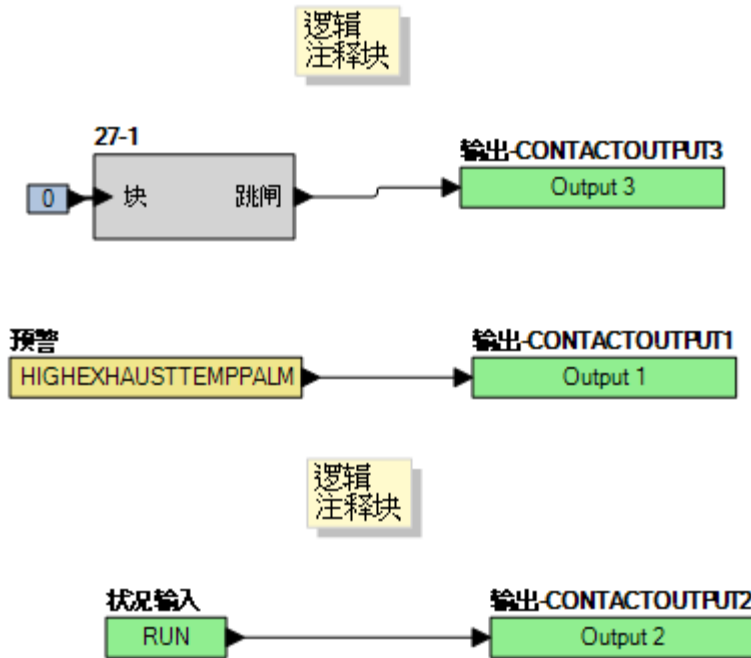 逻辑
注释块
27-1
输出-CONTACTOUTPUT3
0
块
跳闸
Output 3
预警
输出-CONTACTOUTPUT1
HIGHEXHAUSTTEMPPALM
Output 1
逻辑
注释块
状况输入
输出-CONTACTOUTPUT2
RUN
Output 2